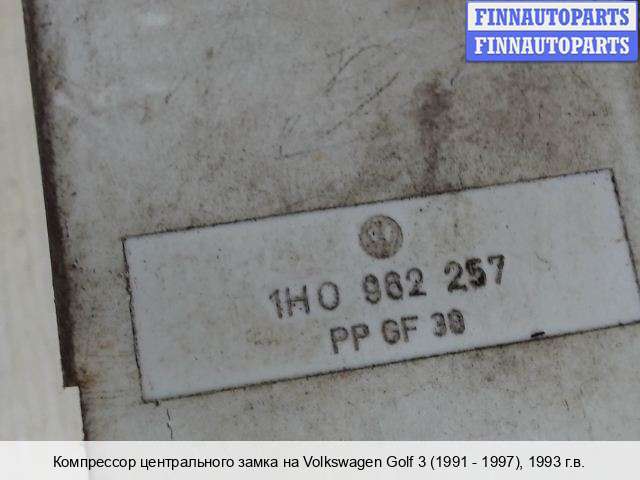 FINNAUTOPARTS
FINNAUTOPARTS
1H0 962 257
PP GF 30
Компрессор центрального замка на Volkswagen Golf 3 (1991 - 1997), 1993 г.в.